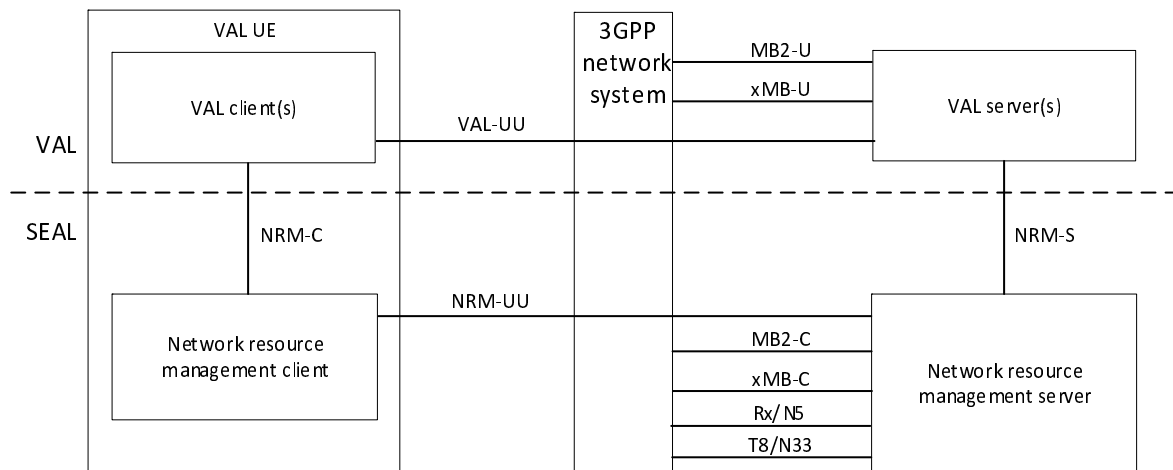 VAL UE
3GPP
network
system
MB2-U
xMB-U
VAL client(s)
VAL server(s)
VAL-UU
VAL
SEAL
NRM-C
NRM-S
NRM-UU
MB2-C
Network resource
management client
xMB-C
Network resource
management server
Rx/N5
T8/N33